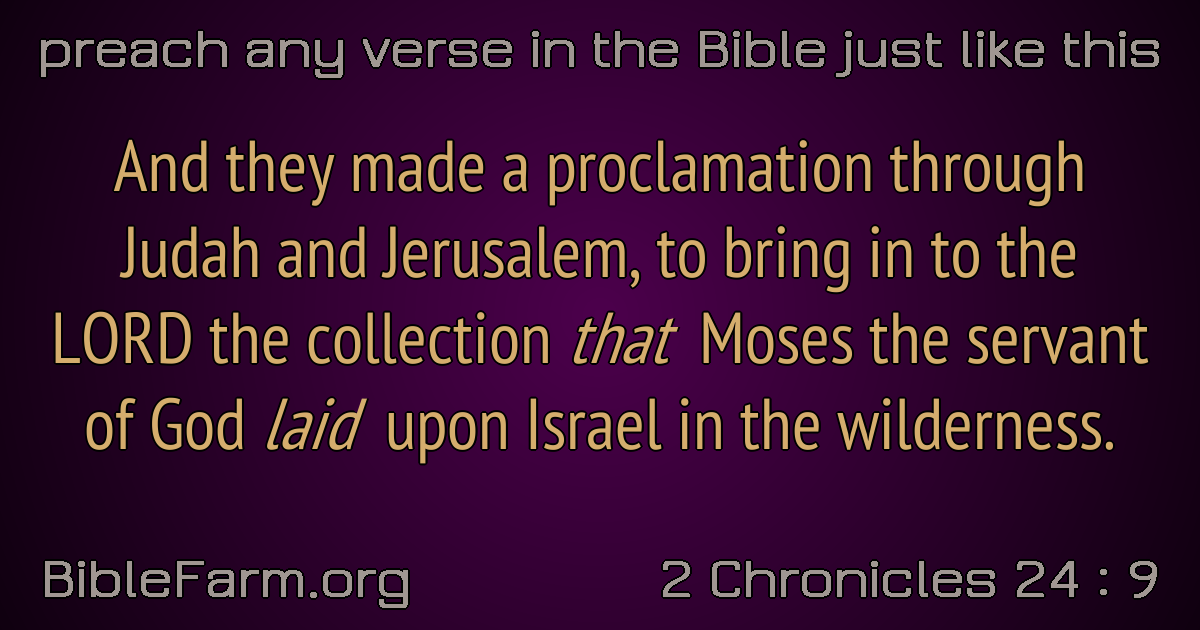 preach any verse in the Bible just like this
And they made a proclamation through
Judah and Jerusalem, to bring in to the
LORD the collection that Moses the servant
of God laid upon Israel in the wilderness.
BibleFarm.org
2 Chronicles 24 : 9